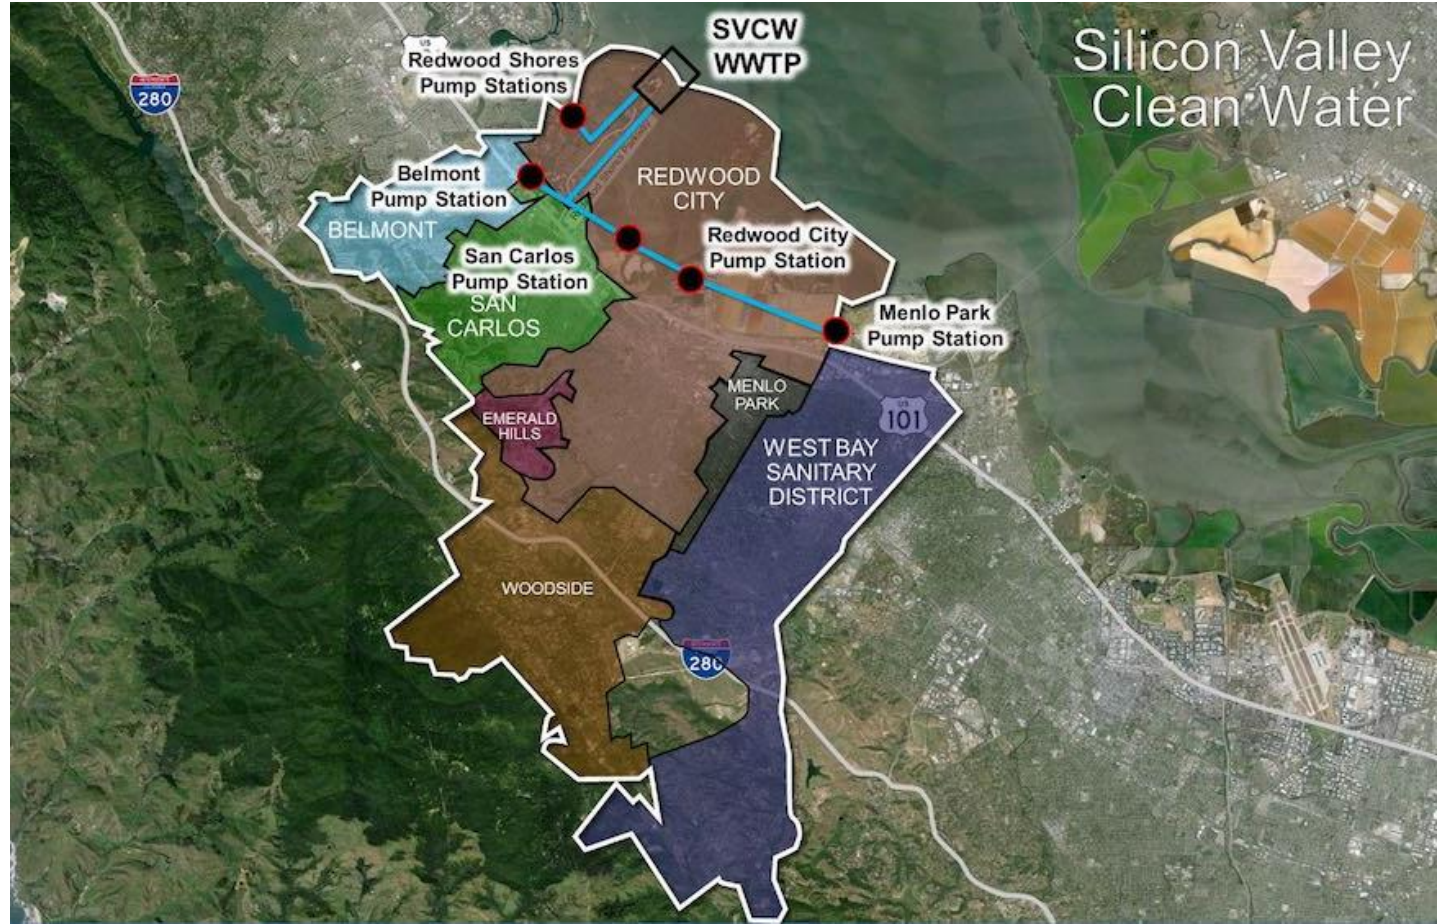 Silicon Valley
Clean Water
SVCW
WWTP
US
Redwood Shores
Pump Stations
280
Belmont
Pump Station
REDWOOD
CITY
BELMONT
San Carlos
Pump Station
Redwood City
Pump Station
SAN
CARLOS
Menlo Park
Pump Station
MENLO
PARK
EMERALD
HILLS
US
101
WEST BAY
SANITARY
DISTRICT
WOODSIDE
280